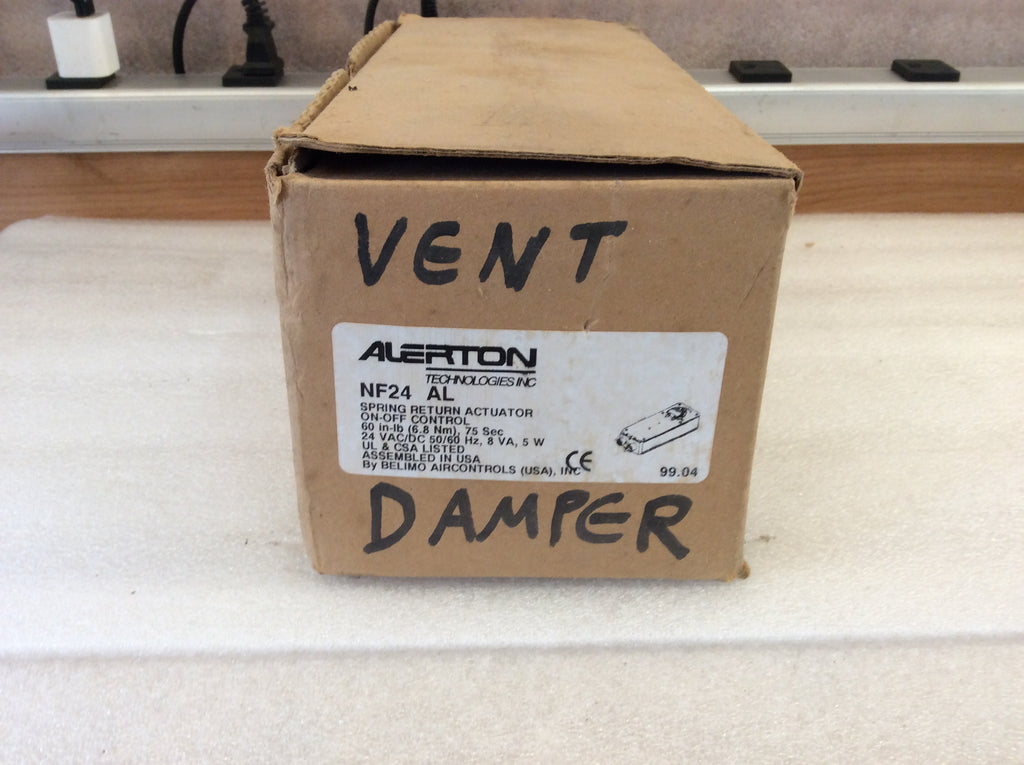 VENT
ALERTON
TECHNOLOGIES INC
NF24 AL
SPRING RETURN ACTUATOR
ON-OFF CONTROL
60 in-lb (6.8 Nm), 75 Sec
24 VAC/DC 50/60 Hz, 8 VA, 5 W
UL & CSA LISTED
ASSEMBLED IN USA
By BELIMO AIRCONTROLS (USA), INC
CE
99.04
DAMPER